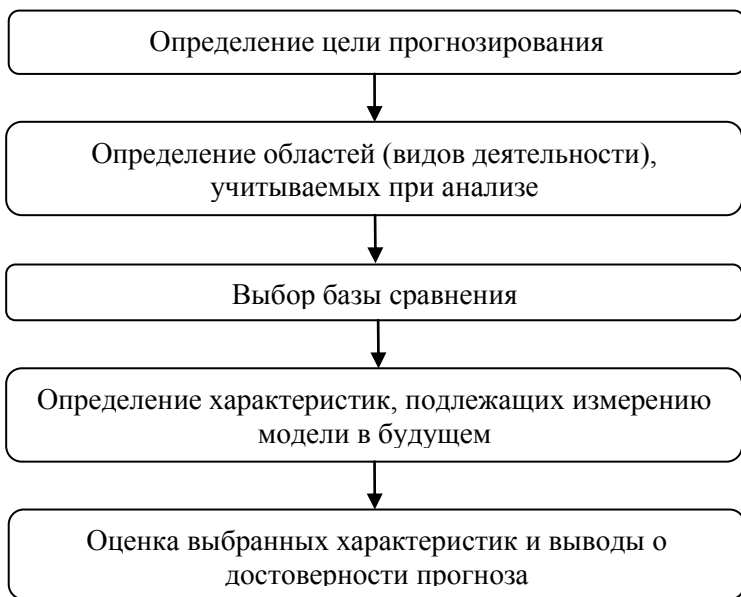 Определение цели прогнозирования
Определение областей (видов деятельности),
учитываемых при анализе
Выбор базы сравнения
Определение характеристик, подлежащих измерению
модели в будущем
Оценка выбранных характеристик и выводы о
достоверности прогноза